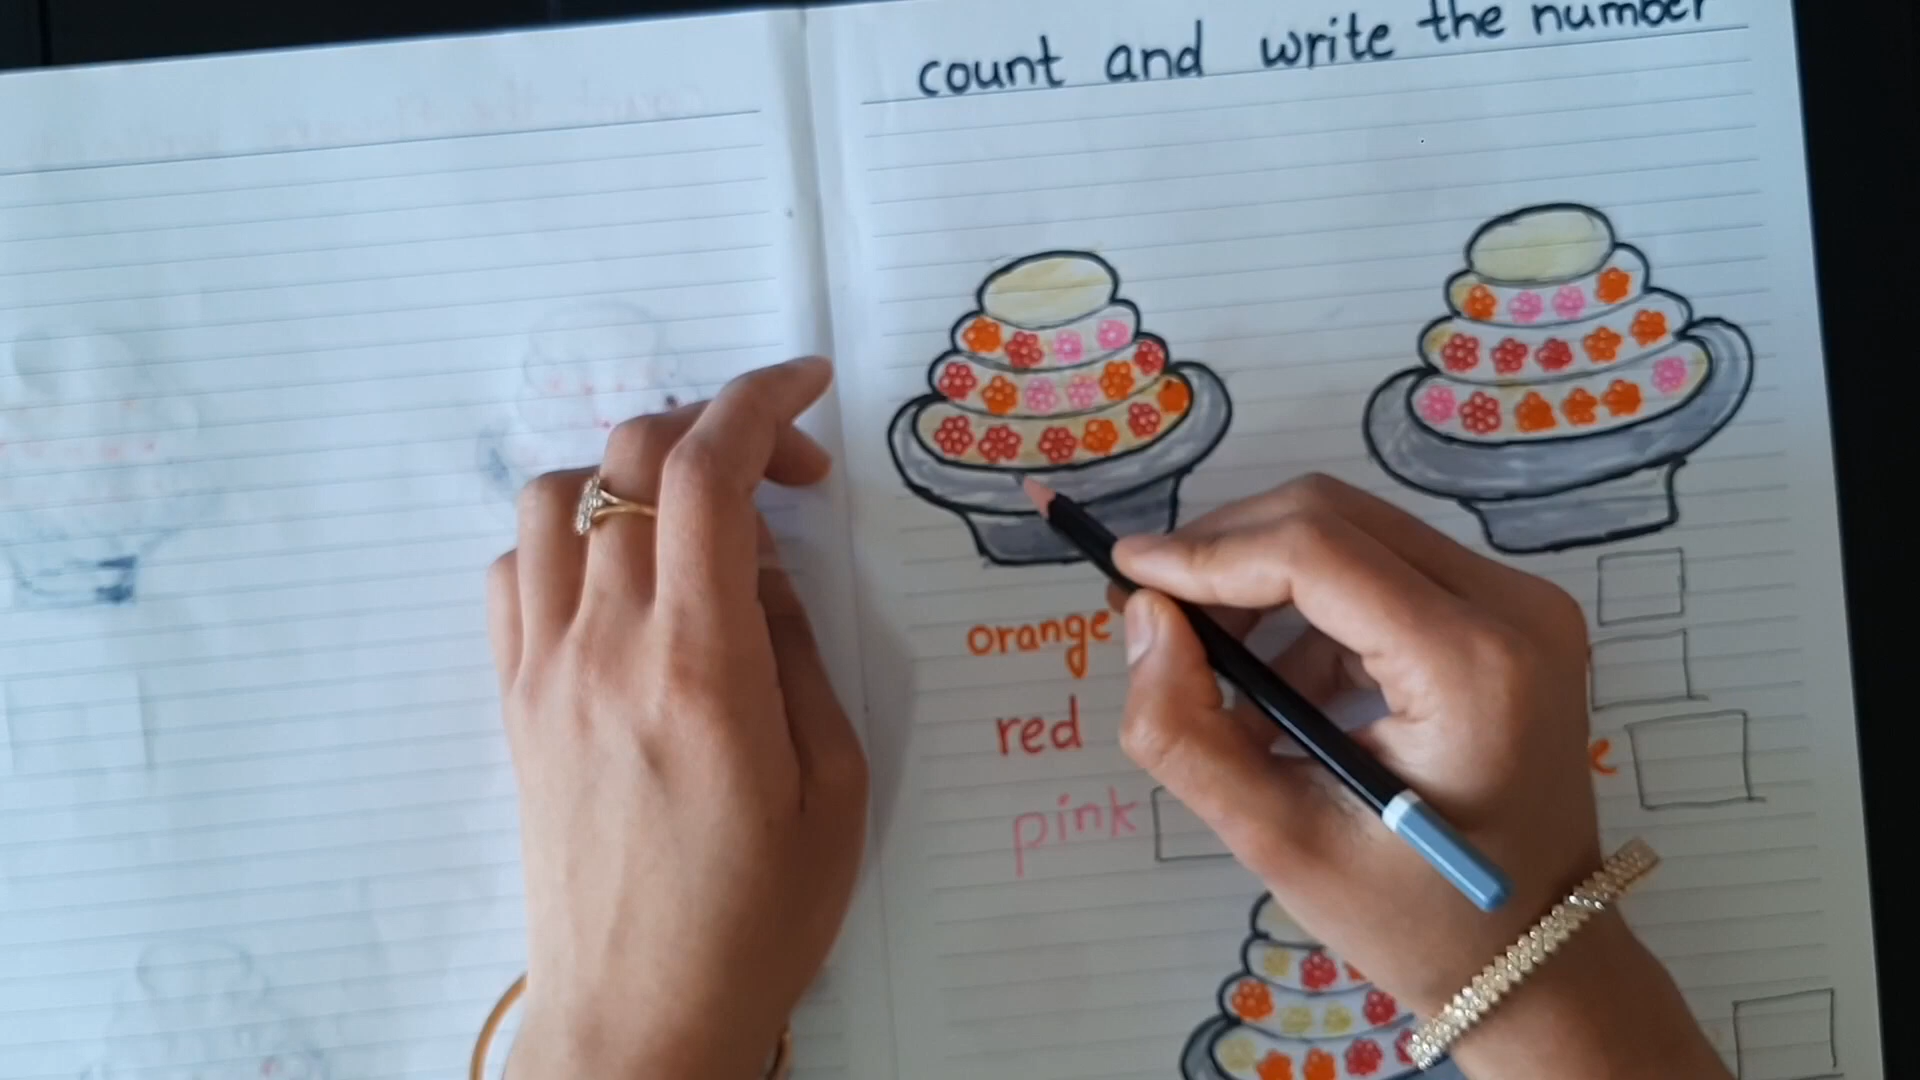 count and write the number
orange
red
pink